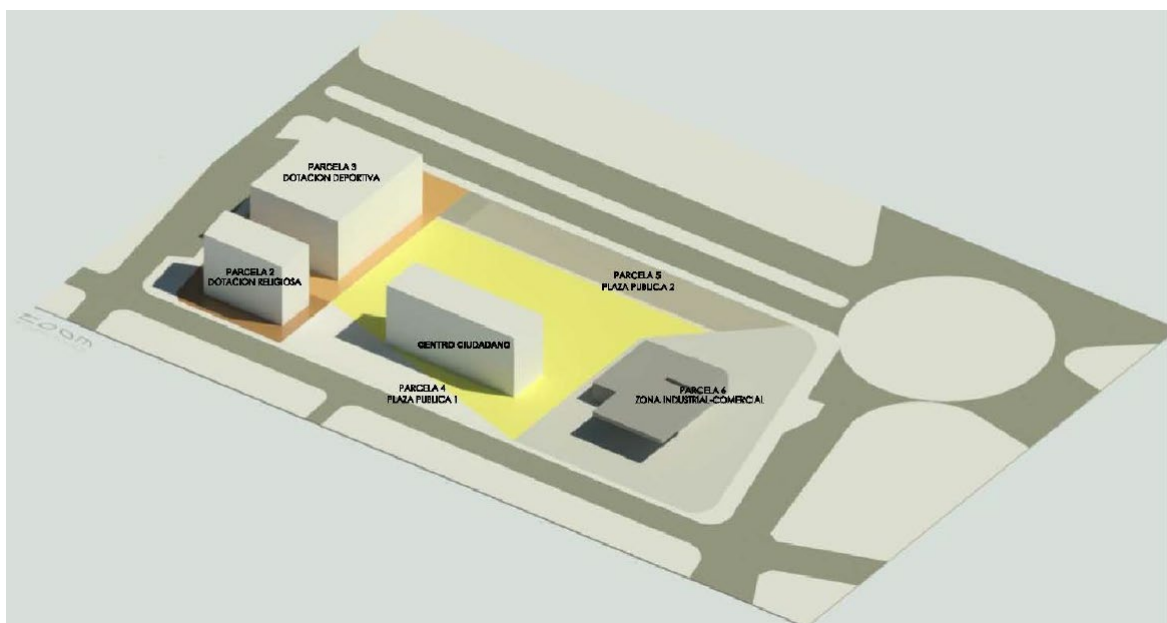 PARCELA 3
DOTACION DEPORTIVA
PARCELA 2
DOTACION RELIGIOSA
PARCELA 5
PLAZA PUBLICA 2
CENTRO CIUDADANO
PARCELA 4
PLAZA PUBLICA 1
PARCELA 6
ZONA INDUSTRIAL-COMERCIAL